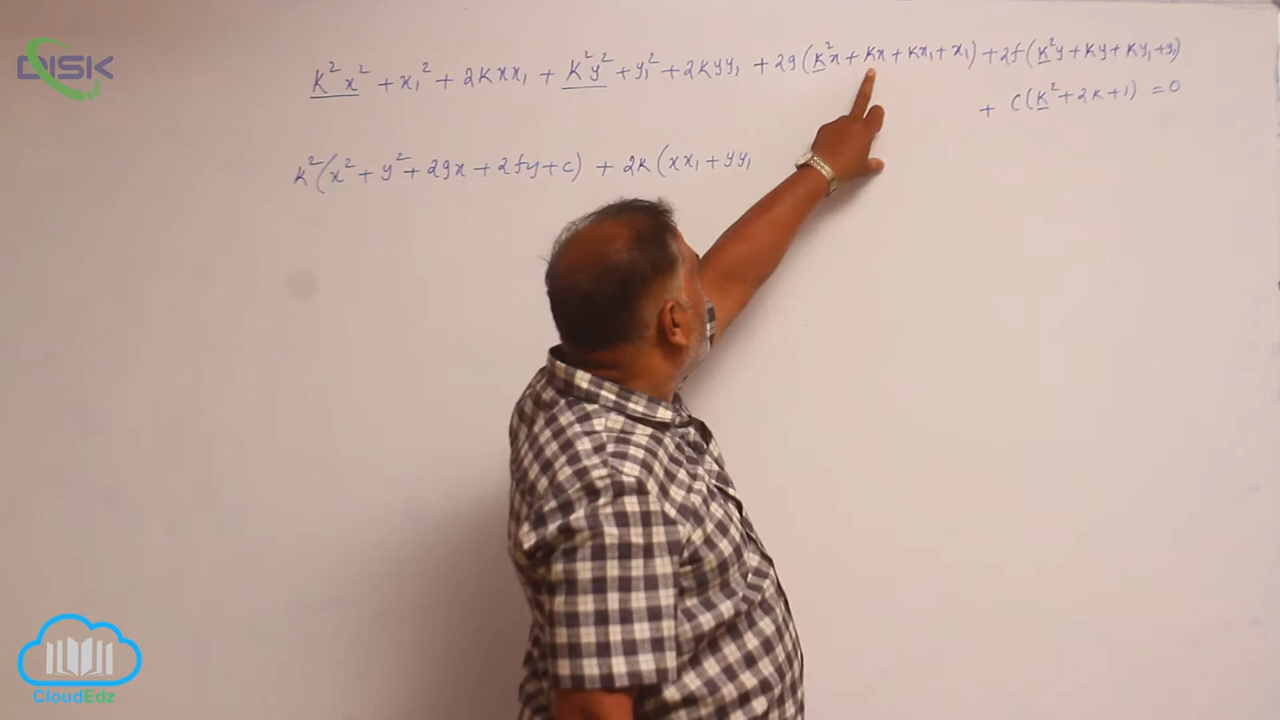 DISK
K²x² + x₁² + 2Kxx₁ + K²y² + y₁² + 2Kyy₁ + 2g(K²x + Kx + Kx₁ + x₁) + 2f(K²y + Ky + Ky₁ + y₁)
+ C(K² + 2K + 1) = 0
K²(x² + y² + 2gx + 2fy + c) + 2K(xx₁ + yy₁
CloudEdz